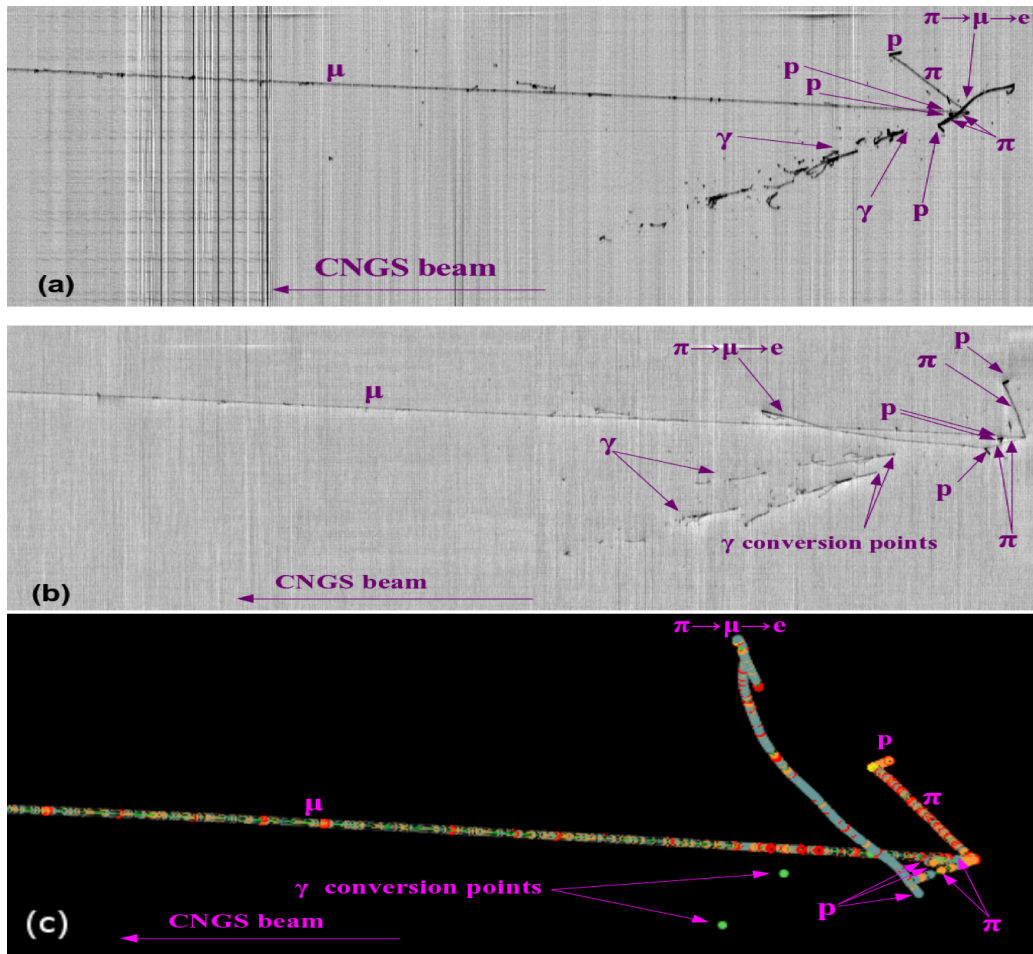 π→μ→e
p
μ
p
π
p
γ
π
γ
p
CNGS beam
(a)
π→μ→e
p
μ
π
p
γ
p
γ conversion points
π
CNGS beam
(b)
π→μ→e
p
μ
π
γ conversion points
p
π
CNGS beam
(c)